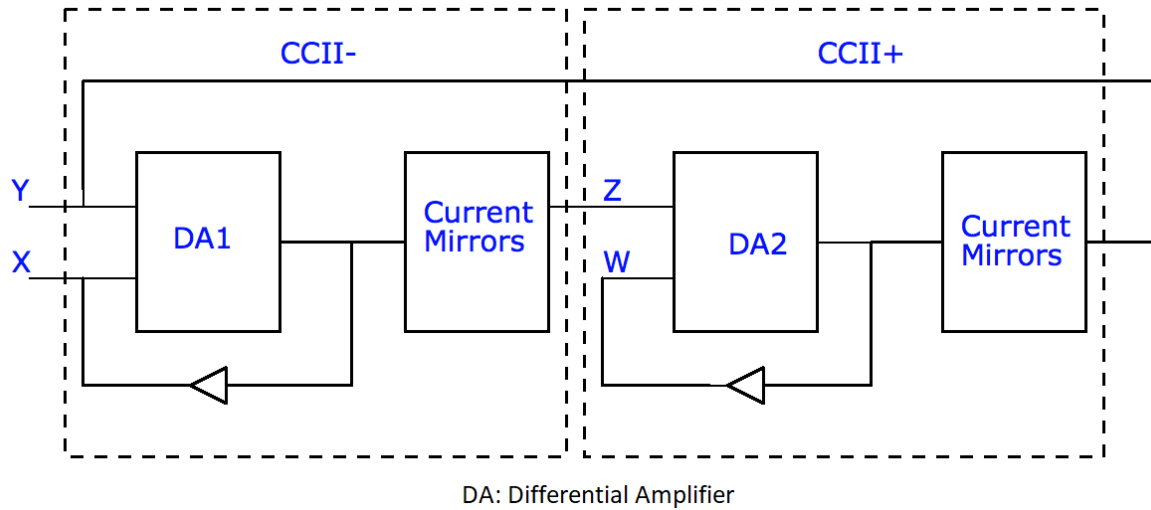 CCII-
CCII+
Y
X
DA1
Current
Mirrors
Z
W
DA2
Current
Mirrors
DA: Differential Amplifier